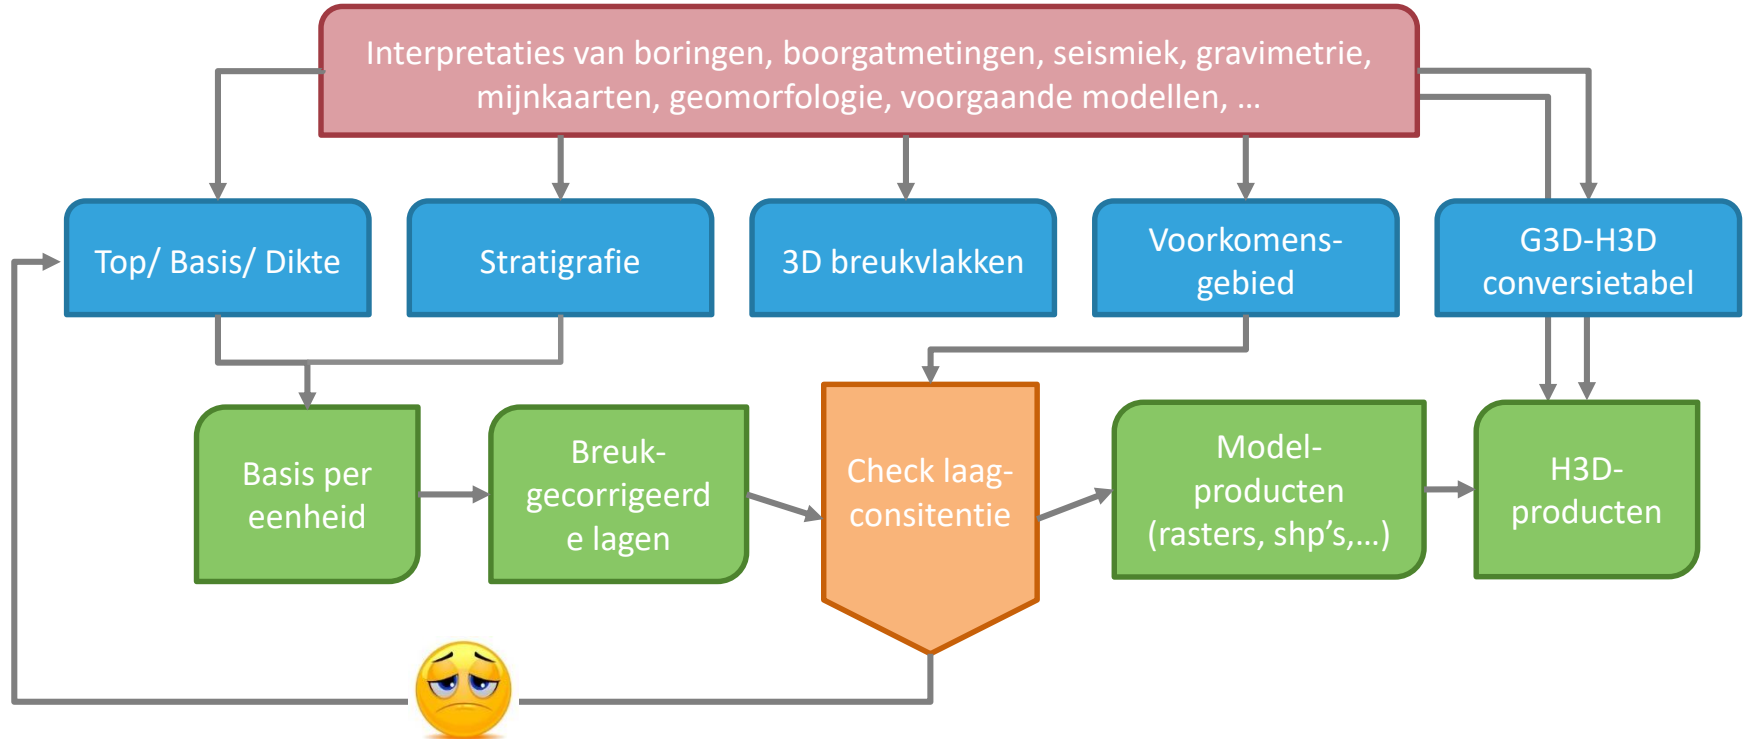 Interpretaties van boringen, boorgatmetingen, seismiek, gravimetrie,
mijnkaarten, geomorfologie, voorgaande modellen, …
Top/ Basis/ Dikte
Stratigrafie
3D breukvlakken
Voorkomens-
gebied
G3D-H3D
conversietabel
Basis per
eenheid
Breuk-
gecorrigeerd
e lagen
Check laag-
consitentie
Model-
producten
(rasters, shp’s,…)
H3D-
producten